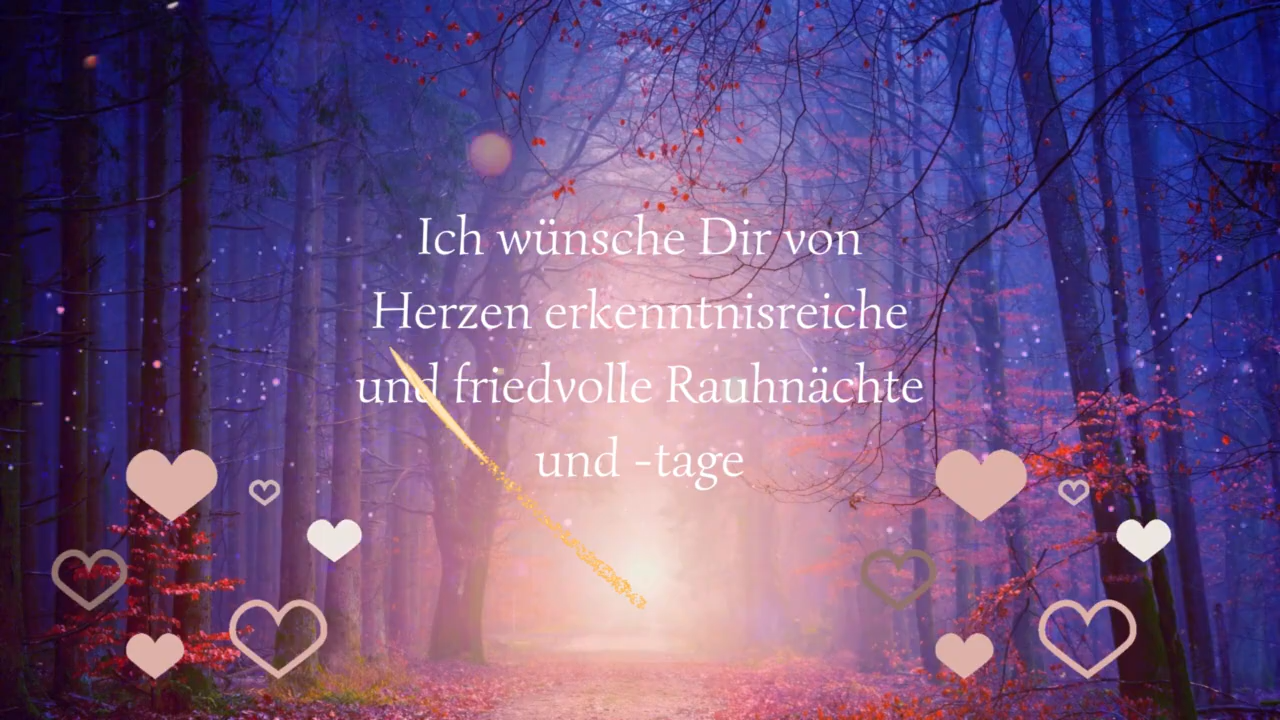 Ich wünsche Dir von
Herzen erkenntnisreiche
und friedvolle Rauhnächte
und -tage